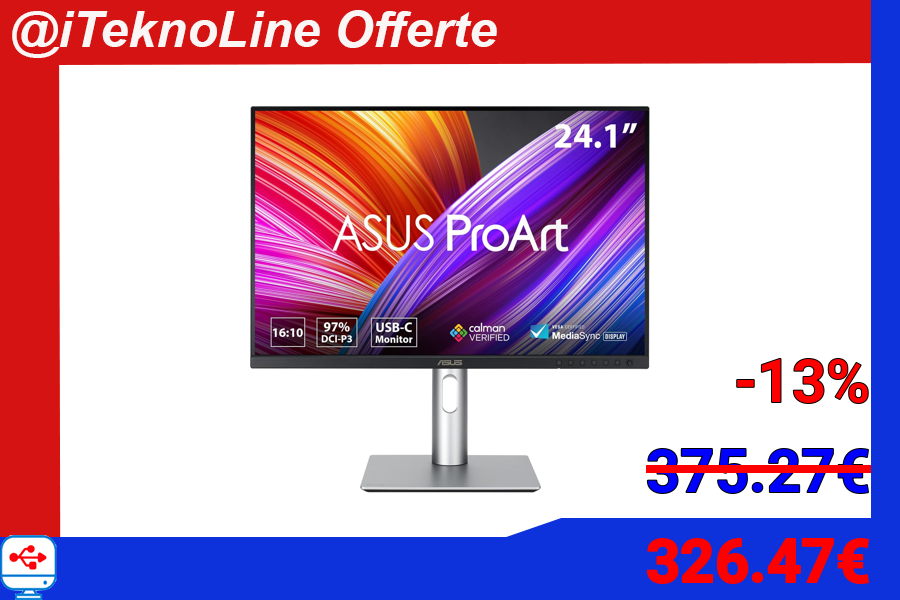 @iTeknoLine Offerte
24.1”
ASUS ProArt
16:10
97%
DCI-P3
USB-C
Monitor
calman
VERIFIED
VESA CERTIFIED
MediaSync DISPLAY
ASUS
-13%
375.27€
326.47€